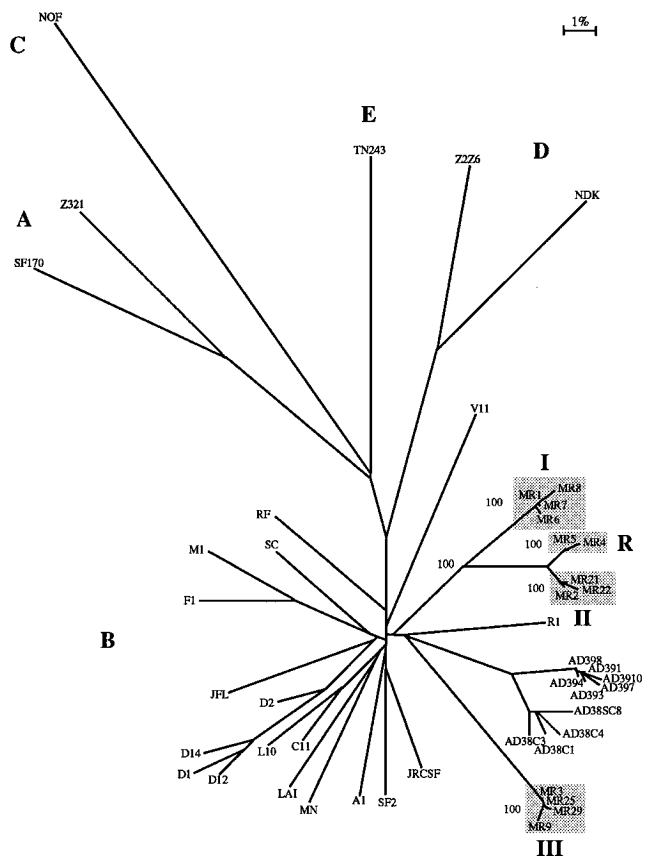 NOF
1%
C
E
TN243
Z2Z6
D
NDK
Z321
A
SF170
V11
I
MR8
MR1
100
MR7
MR6
RF
MR5
MR4
R
100
SC
M1
100
MR21
100
MR2
MR22
F1
II
R1
B
AD398
AD391
AD3910
AD394
AD397
AD393
JFL
D2
AD38SC8
AD38C4
AD38C3
AD38C1
C11
L10
D14
D1
D12
JRCSF
LAI
A1
SF2
MN
MR3
MR25
100
MR29
MR9
III